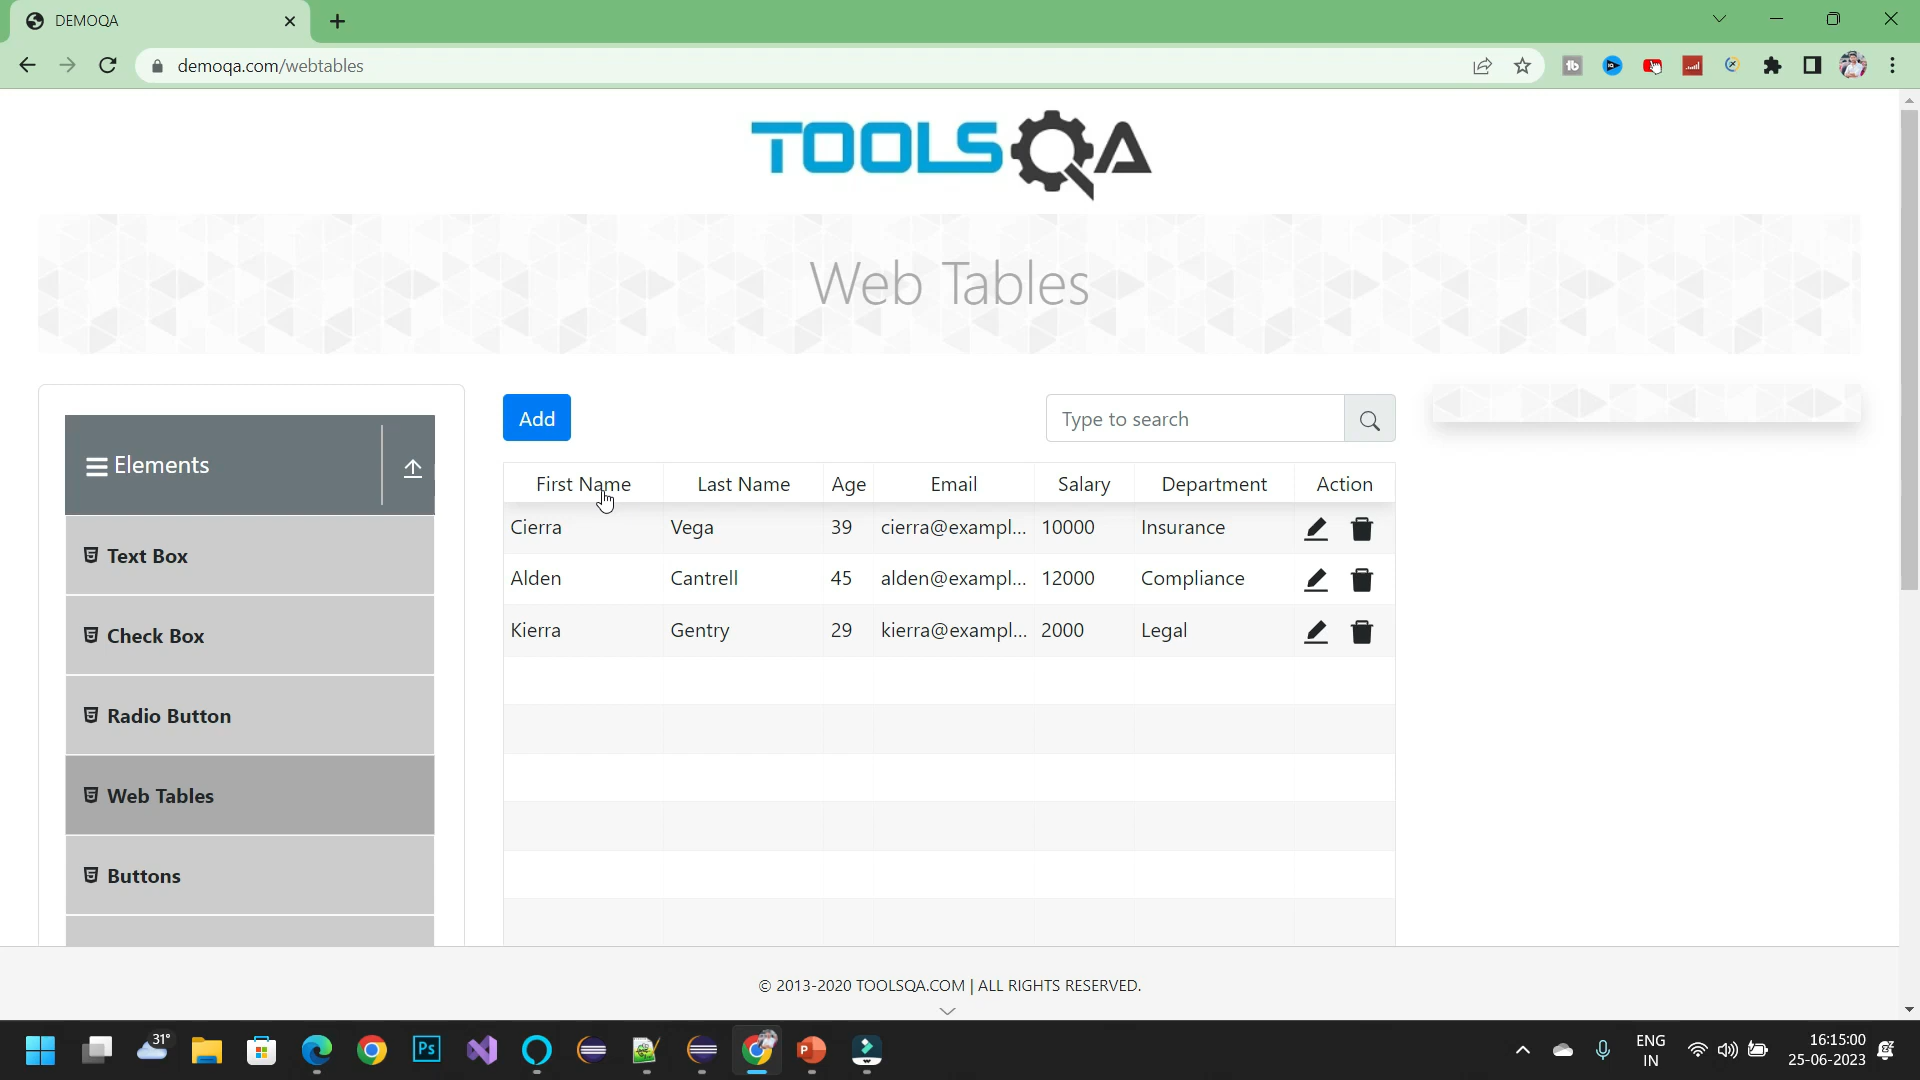 DEMOQA
demoqa.com/webtables
TOOLSQA
Web Tables
Elements
Text Box
Check Box
Radio Button
Web Tables
Buttons
Add
Type to search
First Name Last Name Age Email Salary Department Action
Cierra Vega 39 cierra@exampl... 10000 Insurance
Alden Cantrell 45 alden@exampl... 12000 Compliance
Kierra Gentry 29 kierra@exampl... 2000 Legal
© 2013-2020 TOOLSQA.COM | ALL RIGHTS RESERVED.
31°
Ps
ENG
IN
16:15:00
25-06-2023